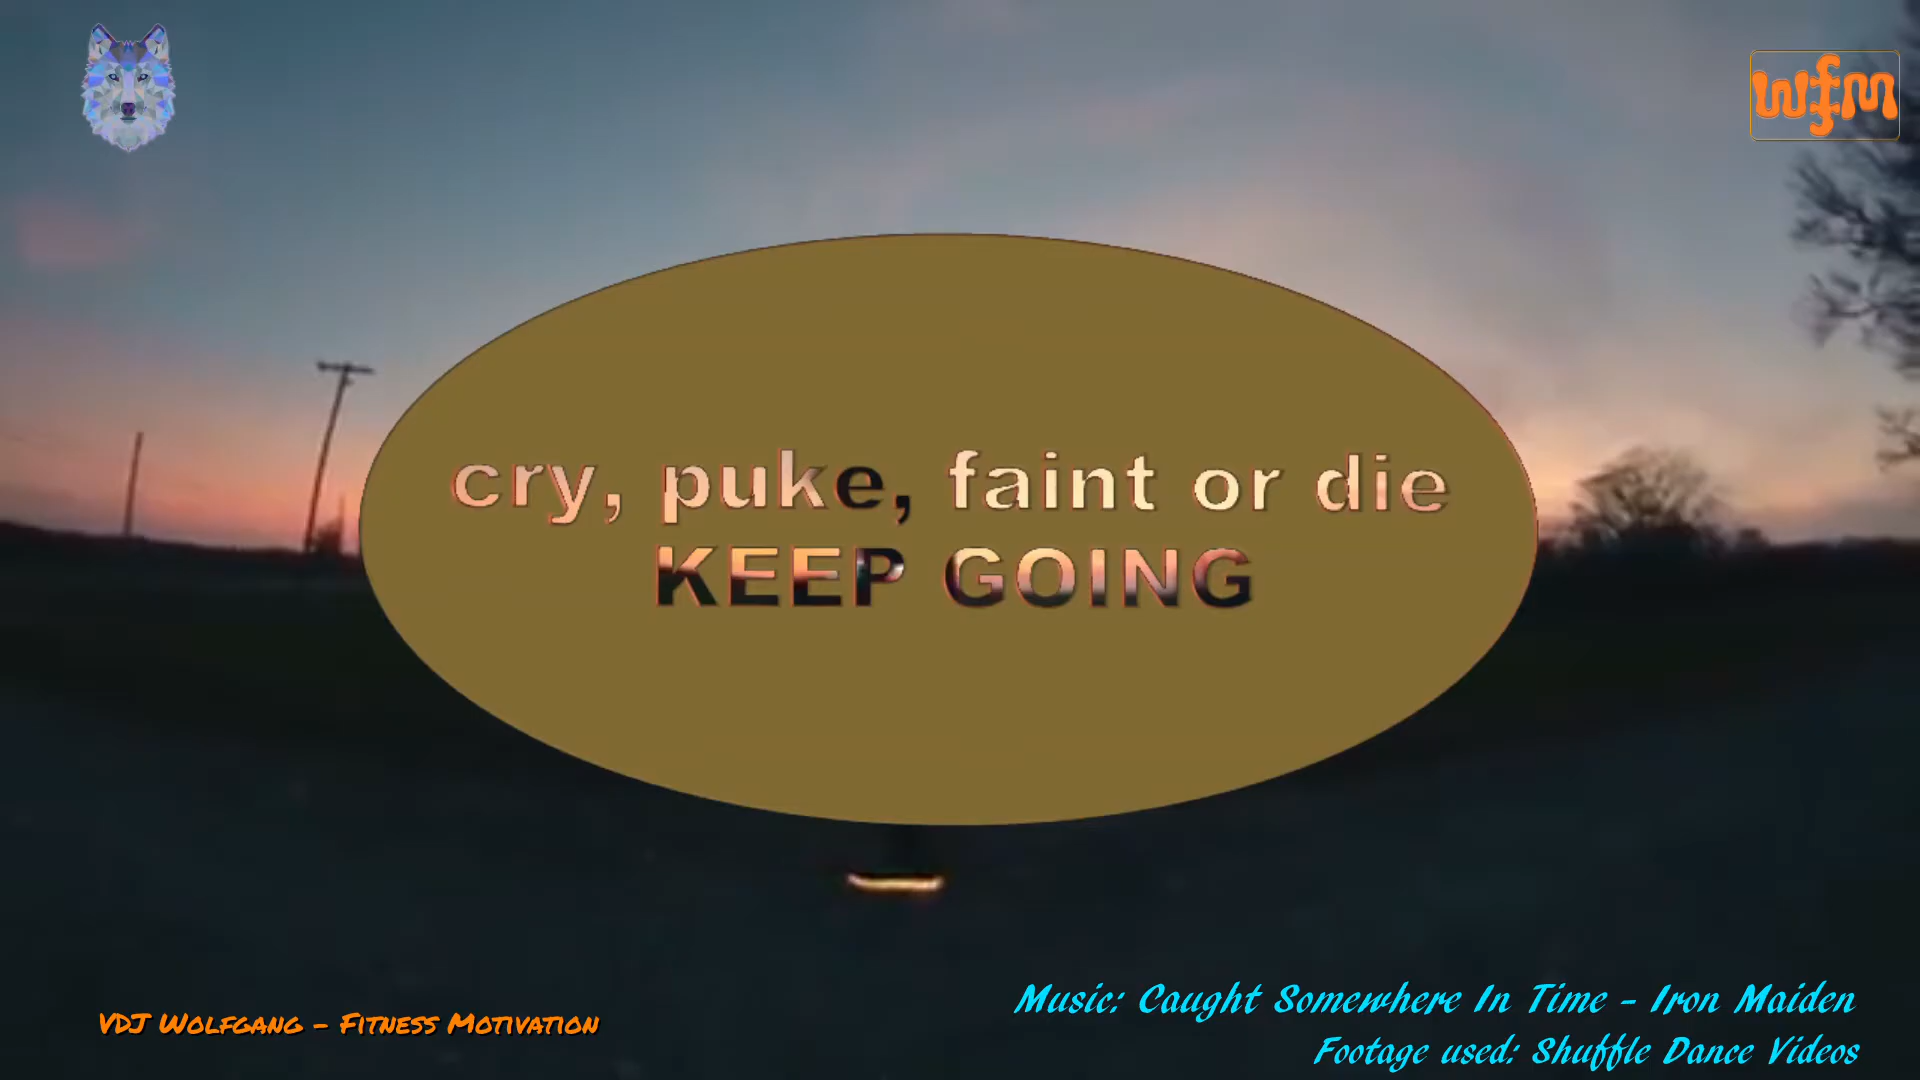 wfm
cry, puke, faint or die
KEEP GOING
VDJ Wolfgang - Fitness Motivation
Music: Caught Somewhere In Time - Iron Maiden
Footage used: Shuffle Dance Videos